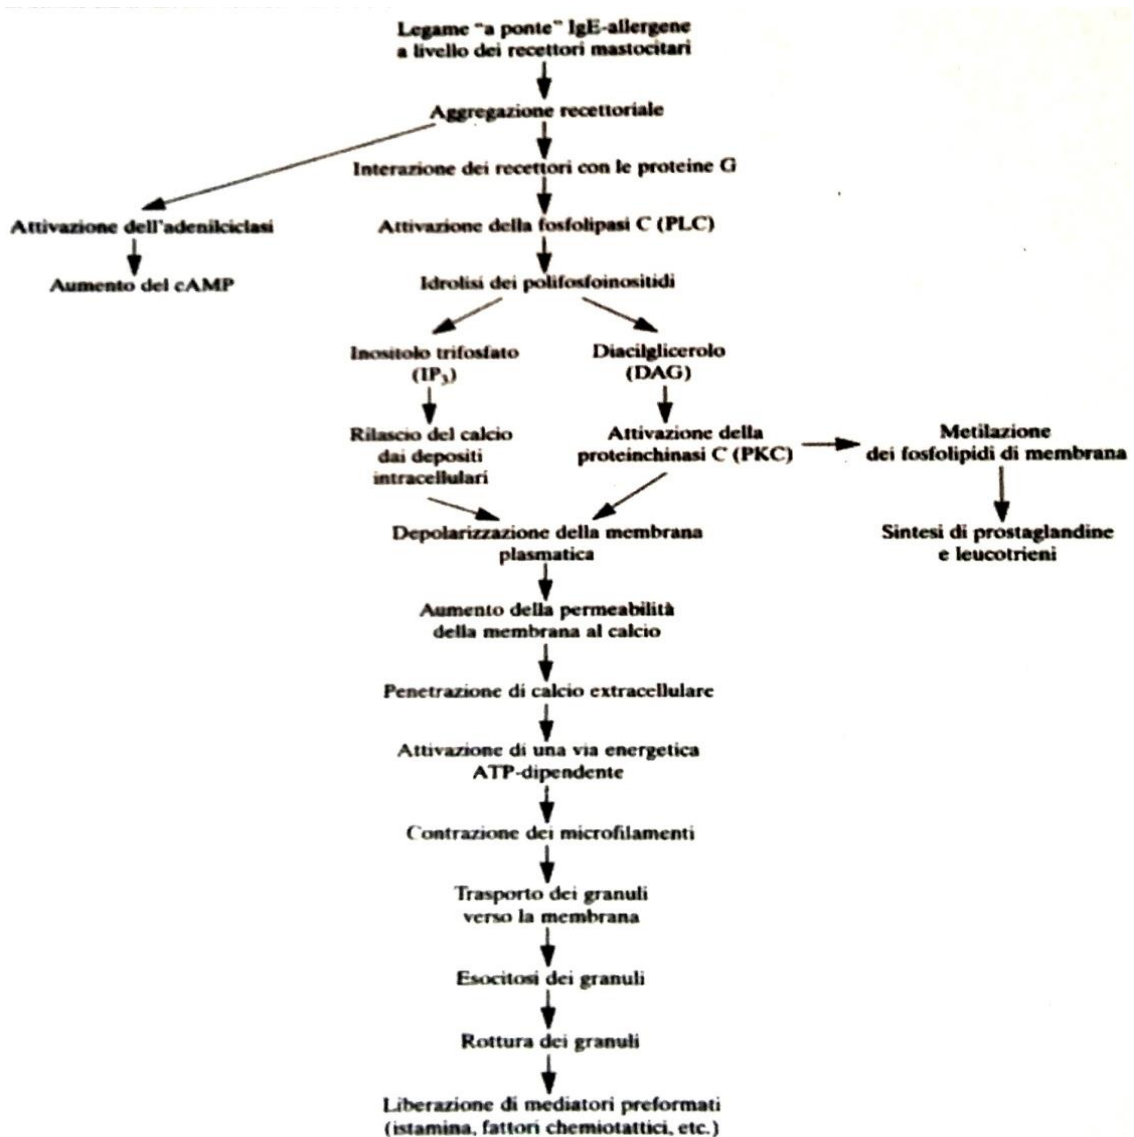 Legame “a ponte” IgE-allergene
a livello dei recettori mastocitari
Aggregazione recettoriale
Interazione dei recettori con le proteine G
Attivazione dell'adenilciclasi
Attivazione della fosfolipasi C (PLC)
Aumento del cAMP
Idrolisi dei polifosfoinositidi
Inositolo trifosfato
(IP₃)
Diacilglicerolo
(DAG)
Rilascio del calcio
dai depositi
intracellulari
Attivazione della
proteinchinasi C (PKC)
Metilazione
dei fosfolipidi di membrana
Depolarizzazione della membrana
plasmatica
Sintesi di prostaglandine
e leucotrieni
Aumento della permeabilità
della membrana al calcio
Penetrazione di calcio extracellulare
Attivazione di una via energetica
ATP-dipendente
Contrazione dei microfilamenti
Trasporto dei granuli
verso la membrana
Esocitosi dei granuli
Rottura dei granuli
Liberazione di mediatori preformati
(istamina, fattori chemiotattici, etc.)